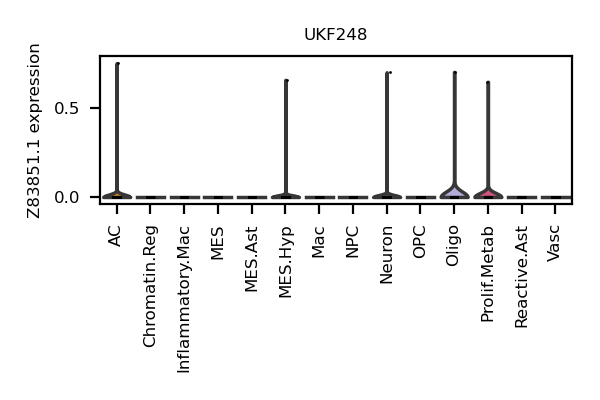 UKF248
Z83851.1 expression
0.5
0.0
AC
Chromatin.Reg
Inflammatory.Mac
MES
MES.Ast
MES.Hyp
Mac
NPC
Neuron
OPC
Oligo
Prolif.Metab
Reactive.Ast
Vasc